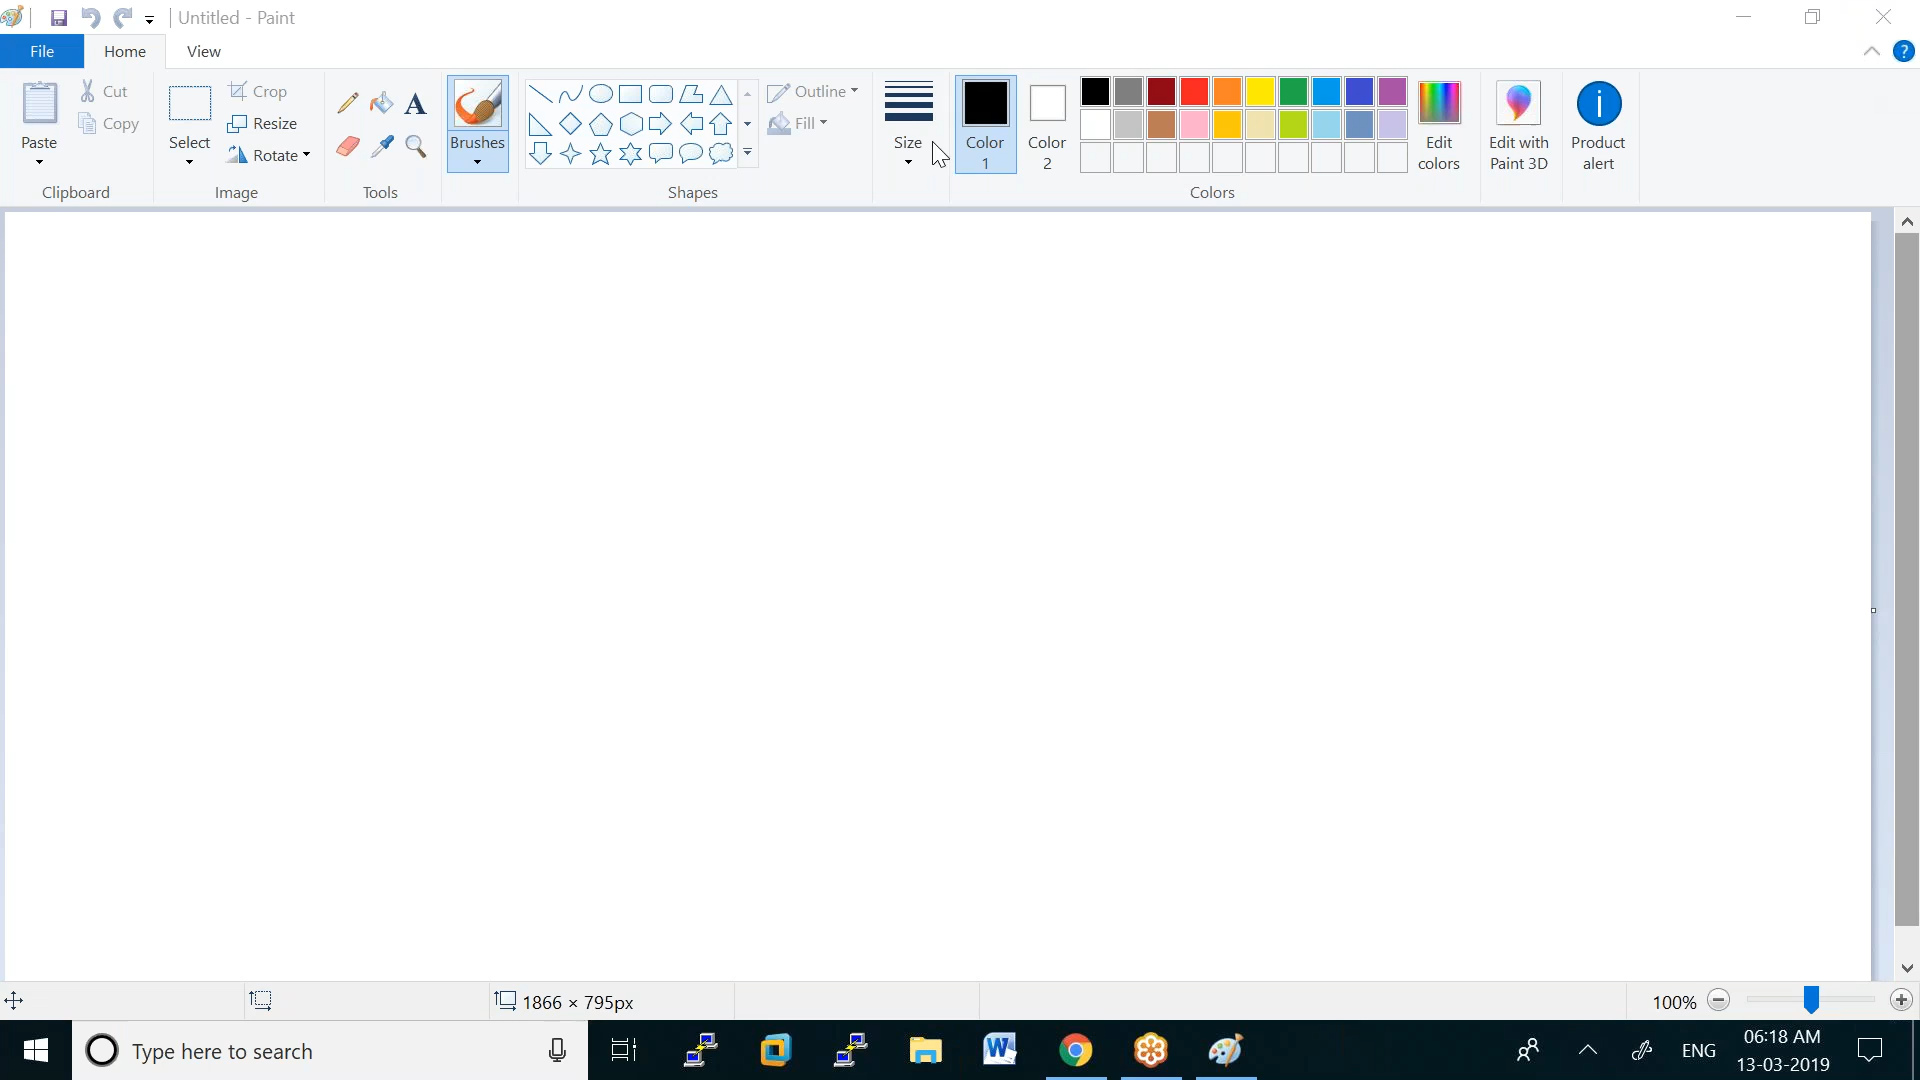 Untitled - Paint
File Home View
Paste
Cut
Copy
Clipboard
Select
Crop
Resize
Rotate
Image
A
Tools
Brushes
Outline
Fill
Shapes
Size
Color
1
Color
2
Colors
Edit
colors
Edit with
Paint 3D
Product
alert
1866 × 795px
100%
Type here to search
ENG
06:18 AM
13-03-2019